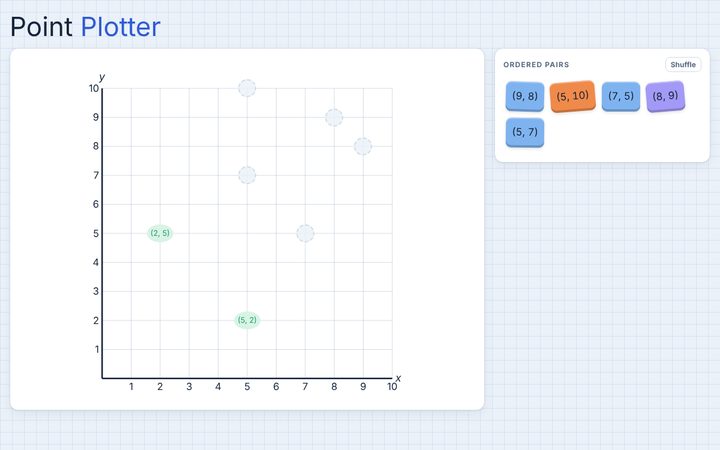 Point Plotter
y
10
9
8
7
6
5
4
3
2
1
(2, 5)
(5, 2)
1 2 3 4 5 6 7 8 9 10
x
ORDERED PAIRS
Shuffle
(9, 8) (5, 10) (7, 5) (8, 9)
(5, 7)